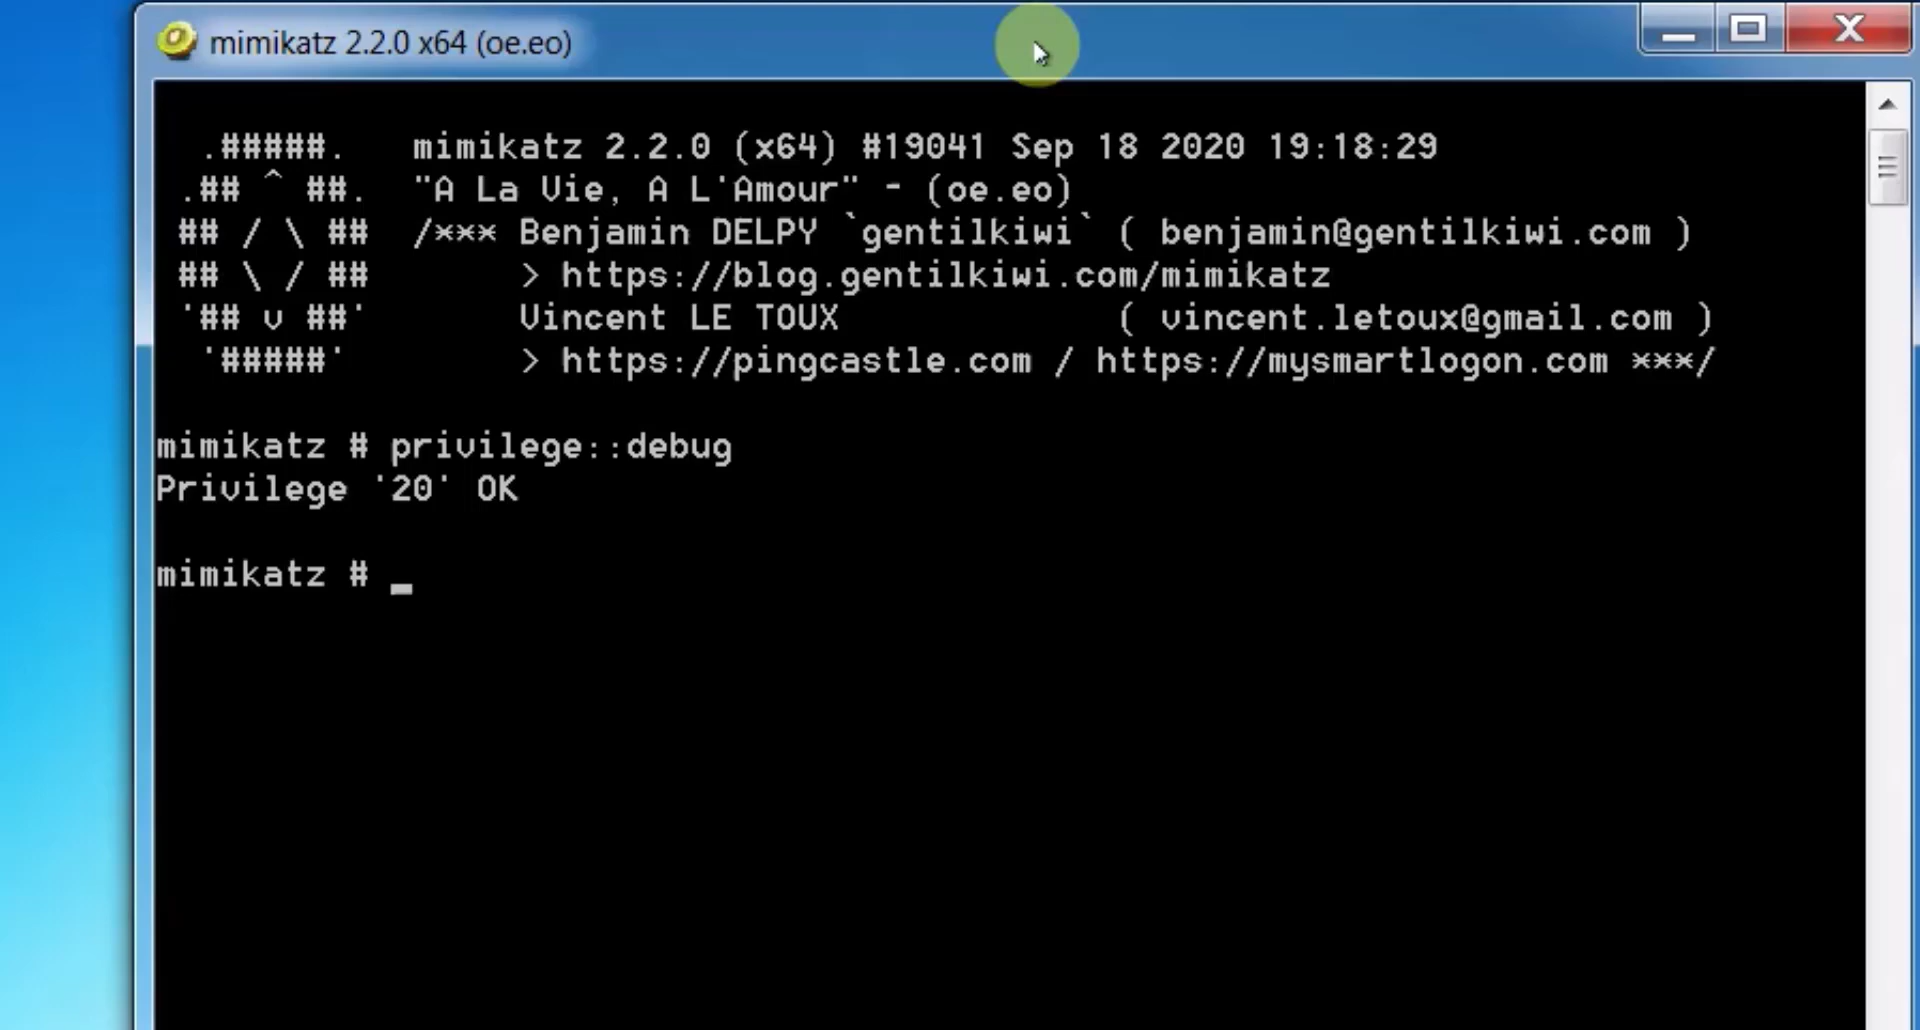 mimikatz 2.2.0 x64 (oe.eo)
  .#####.   mimikatz 2.2.0 (x64) #19041 Sep 18 2020 19:18:29
 .## ^ ##.  "A La Vie, A L'Amour" - (oe.eo)
 ## / \ ##  /*** Benjamin DELPY `gentilkiwi` ( benjamin@gentilkiwi.com )
 ## \ / ##       > https://blog.gentilkiwi.com/mimikatz
 '## v ##'       Vincent LE TOUX             ( vincent.letoux@gmail.com )
  '#####'        > https://pingcastle.com / https://mysmartlogon.com ***/
mimikatz # privilege::debug
Privilege '20' OK
mimikatz # _